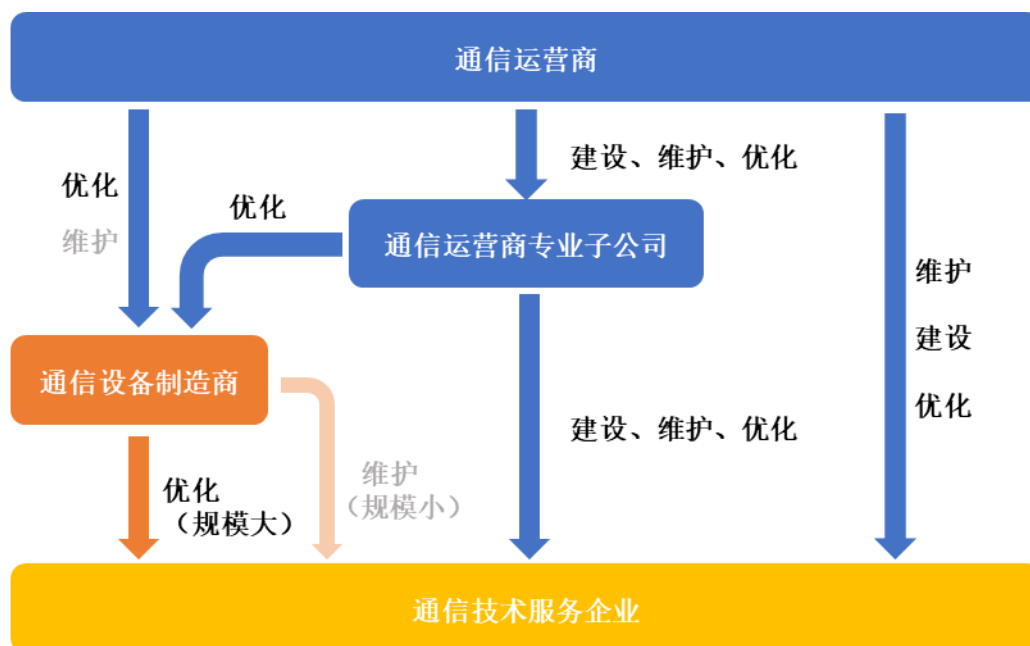 通信运营商
建设、维护、优化
优化
维护
优化
通信运营商专业子公司
维护
建设
优化
通信设备制造商
建设、维护、优化
优化
（规模大）
维护
（规模小）
通信技术服务企业